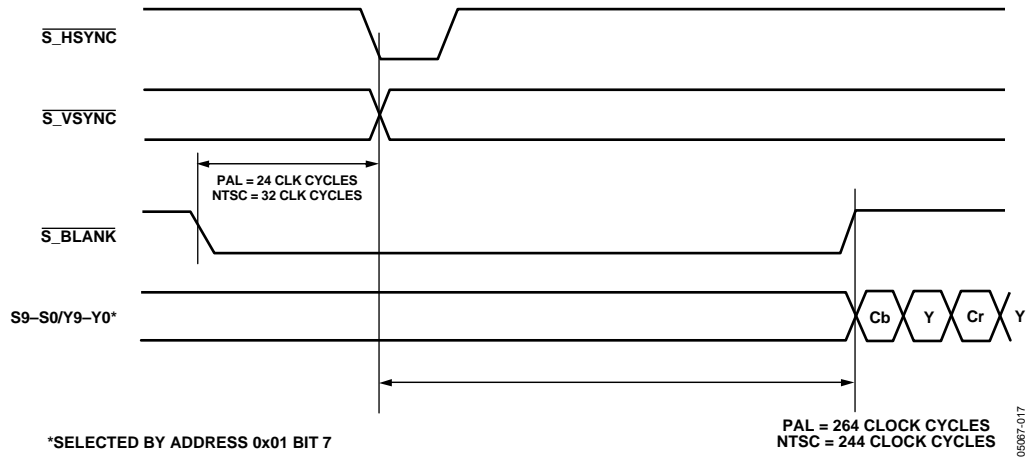 S_HSYNC
S_VSYNC
PAL = 24 CLK CYCLES
NTSC = 32 CLK CYCLES
S_BLANK
S9–S0/Y9–Y0*
Cb
Y
Cr
Y
*SELECTED BY ADDRESS 0x01 BIT 7
PAL = 264 CLOCK CYCLES
NTSC = 244 CLOCK CYCLES
05067-017